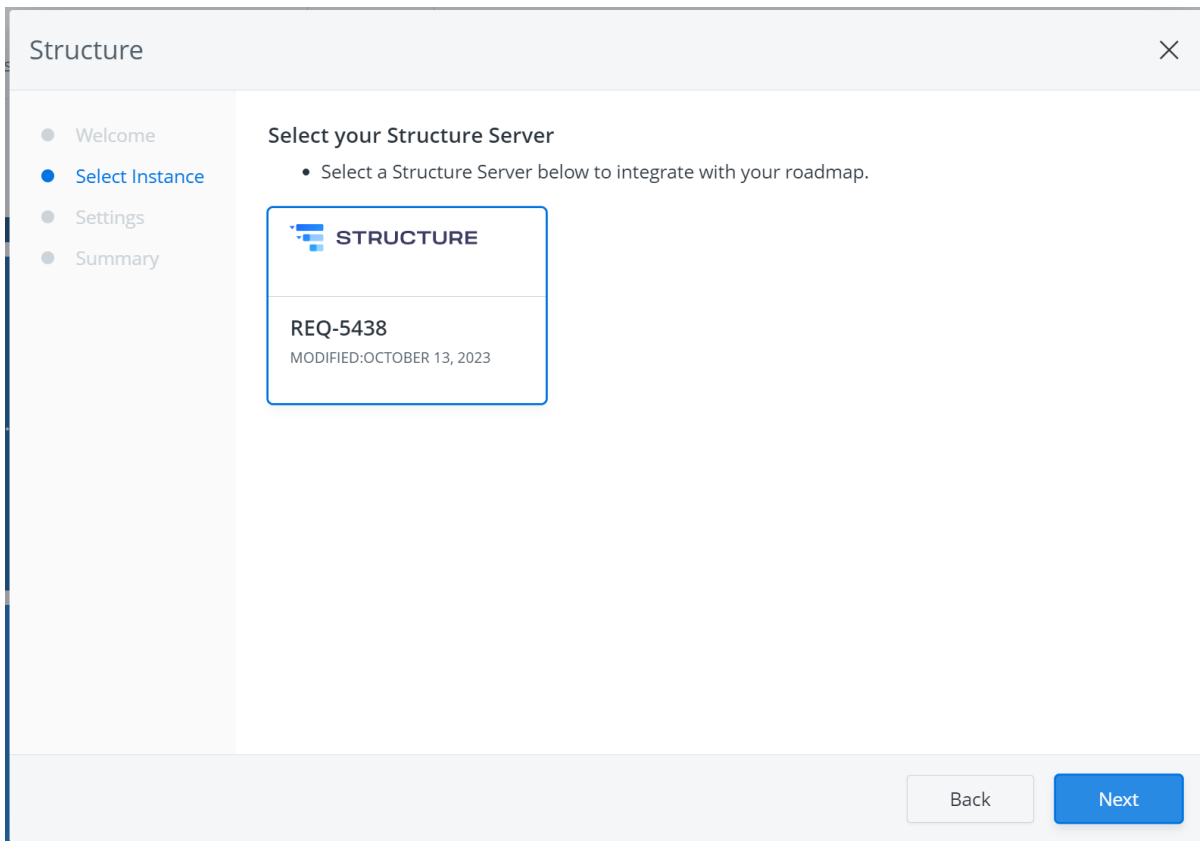 Structure
Welcome
Select Instance
Settings
Summary
Select your Structure Server
• Select a Structure Server below to integrate with your roadmap.
STRUCTURE
REQ-5438
MODIFIED:OCTOBER 13, 2023
Back
Next